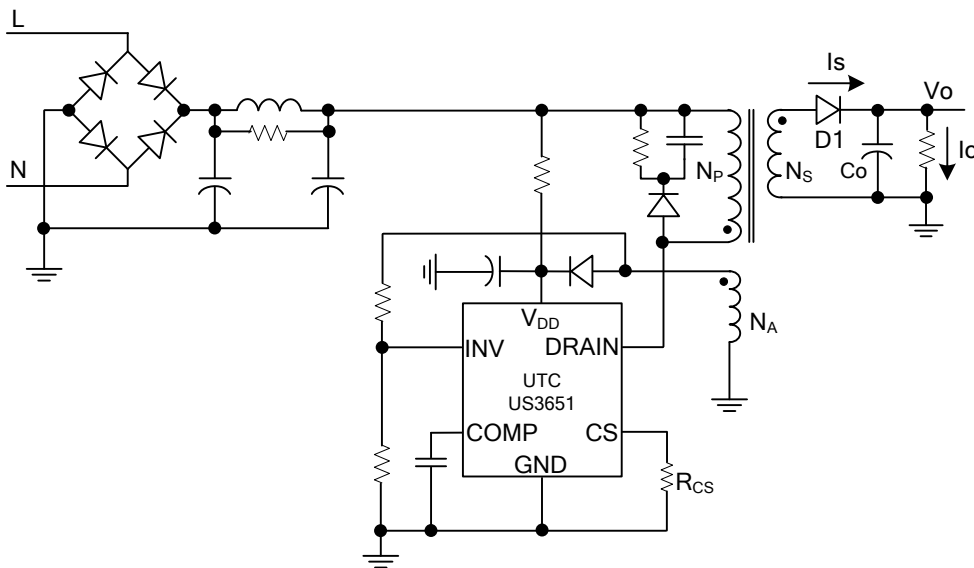 L
Is
Vo
D1
Co
Io
N
NP
NS
VDD
NA
INV
DRAIN
UTC
US3651
COMP
CS
GND
RCS